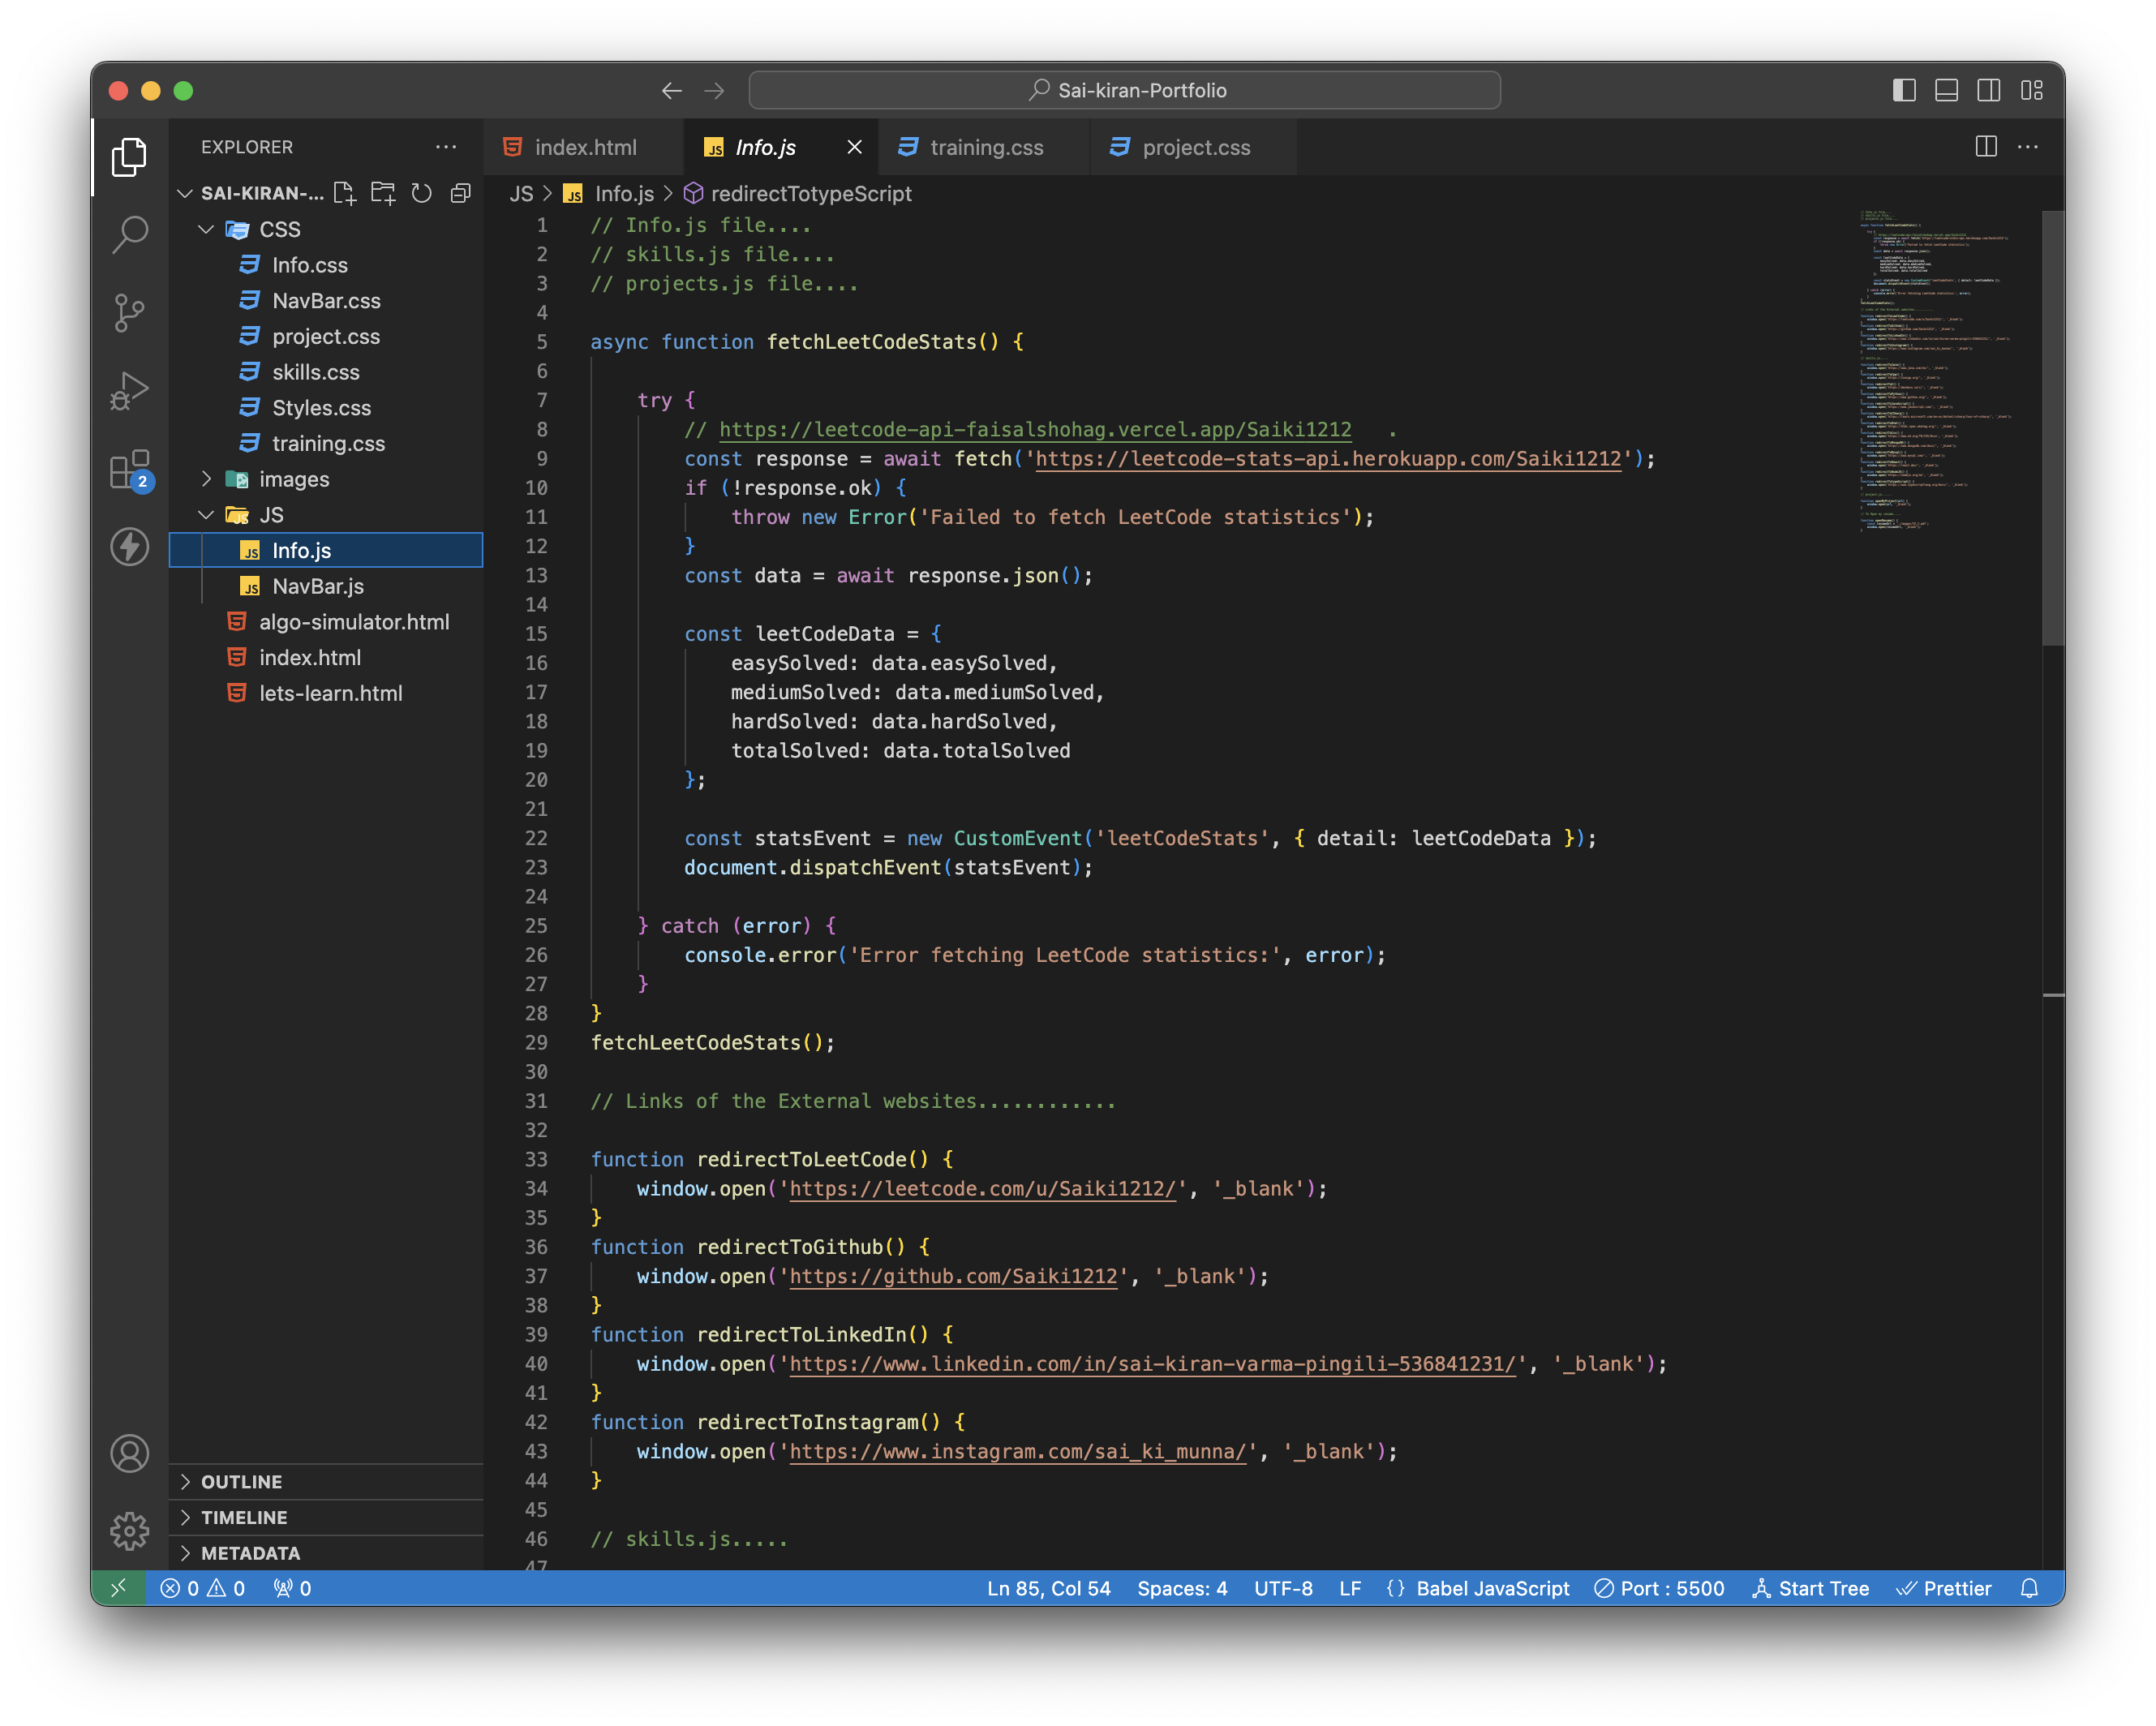 Sai-kiran-Portfolio
EXPLORER
index.html
Info.js
training.css
project.css
SAI-KIRAN-...
JS > Info.js > redirectTotypeScript
CSS
Info.css
NavBar.css
project.css
skills.css
Styles.css
training.css
images
JS
Info.js
NavBar.js
algo-simulator.html
index.html
lets-learn.html
2
OUTLINE
TIMELINE
METADATA
1 // Info.js file....
2 // skills.js file....
3 // projects.js file....
4
5 async function fetchLeetCodeStats() {
6
7     try {
8         // https://leetcode-api-faisalshohag.vercel.app/Saiki1212   .
9         const response = await fetch('https://leetcode-stats-api.herokuapp.com/Saiki1212');
10         if (!response.ok) {
11             throw new Error('Failed to fetch LeetCode statistics');
12         }
13         const data = await response.json();
14
15         const leetCodeData = {
16             easySolved: data.easySolved,
17             mediumSolved: data.mediumSolved,
18             hardSolved: data.hardSolved,
19             totalSolved: data.totalSolved
20         };
21
22         const statsEvent = new CustomEvent('leetCodeStats', { detail: leetCodeData });
23         document.dispatchEvent(statsEvent);
24
25     } catch (error) {
26         console.error('Error fetching LeetCode statistics:', error);
27     }
28 }
29 fetchLeetCodeStats();
30
31 // Links of the External websites............
32
33 function redirectToLeetCode() {
34     window.open('https://leetcode.com/u/Saiki1212/', '_blank');
35 }
36 function redirectToGithub() {
37     window.open('https://github.com/Saiki1212', '_blank');
38 }
39 function redirectToLinkedIn() {
40     window.open('https://www.linkedin.com/in/sai-kiran-varma-pingili-536841231/', '_blank');
41 }
42 function redirectToInstagram() {
43     window.open('https://www.instagram.com/sai_ki_munna/', '_blank');
44 }
45
46 // skills.js.....
47
0 0 0 Ln 85, Col 54 Spaces: 4 UTF-8 LF {} Babel JavaScript Port : 5500 Start Tree Prettier